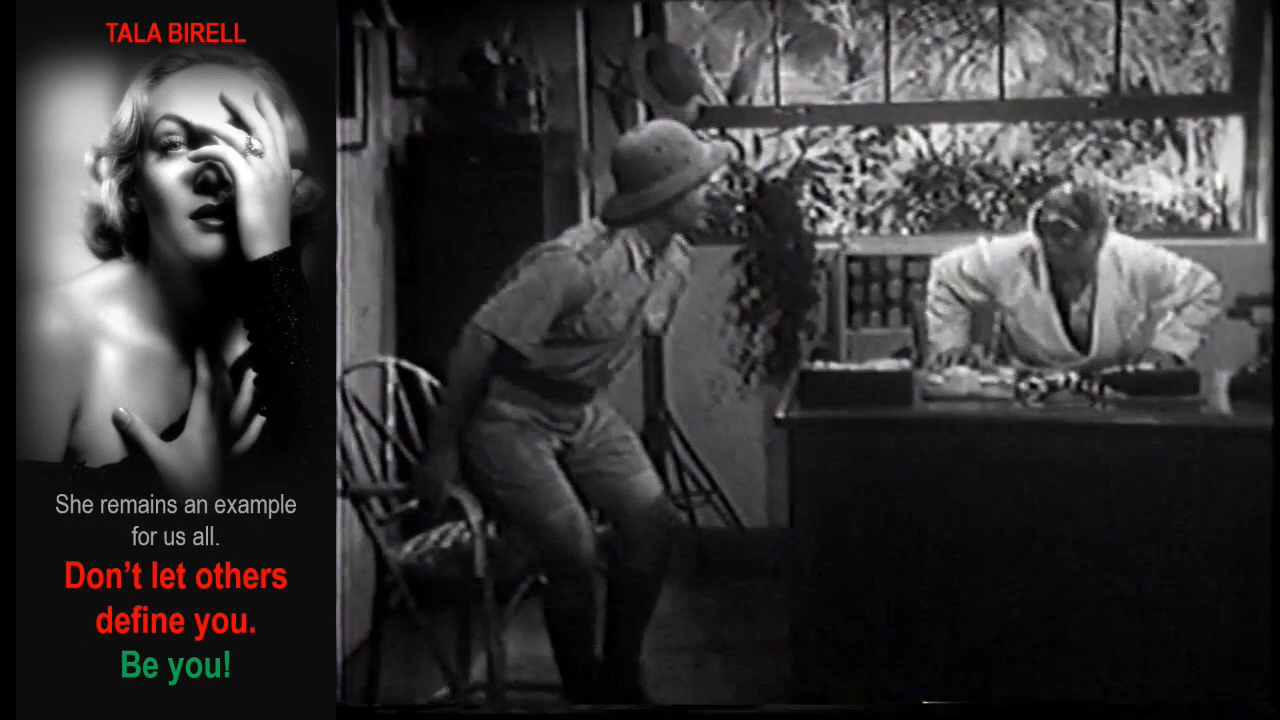 TALA BIRELL
She remains an example
for us all.
Don't let others
define you.
Be you!